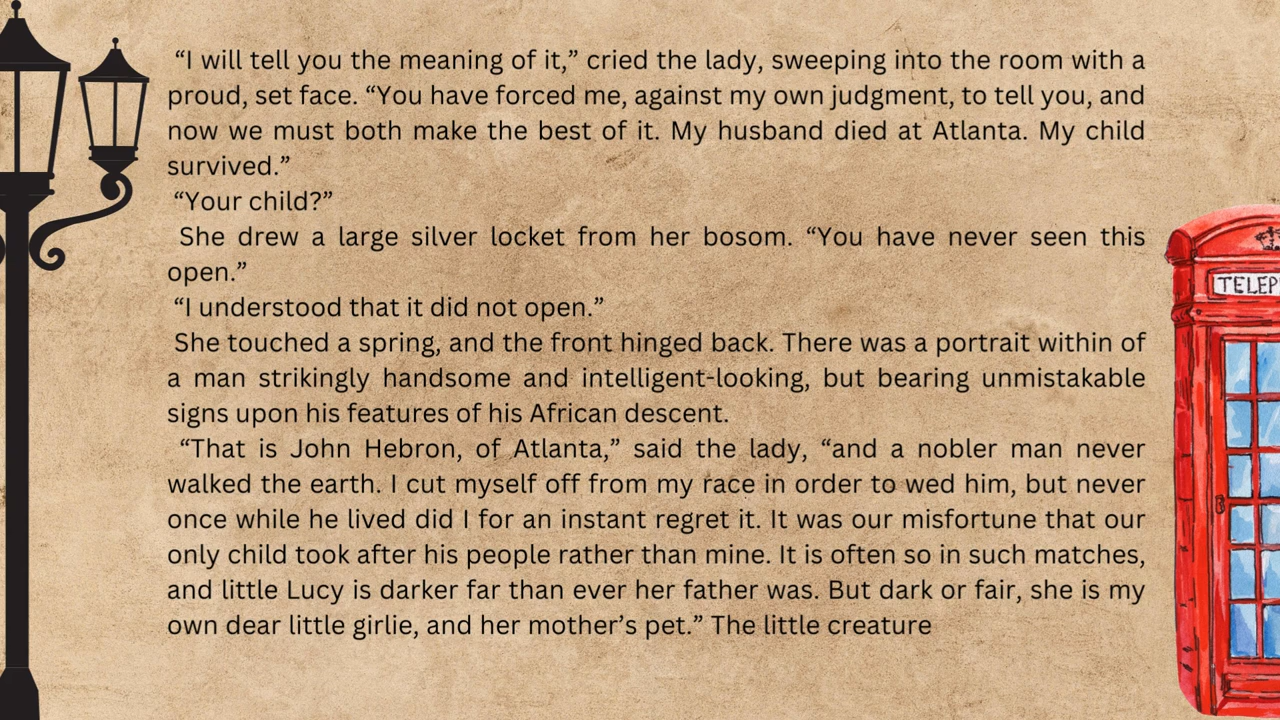 “I will tell you the meaning of it,” cried the lady, sweeping into the room with a
proud, set face. “You have forced me, against my own judgment, to tell you, and
now we must both make the best of it. My husband died at Atlanta. My child
survived.”
“Your child?”
She drew a large silver locket from her bosom. “You have never seen this
open.”
“I understood that it did not open.”
She touched a spring, and the front hinged back. There was a portrait within of
a man strikingly handsome and intelligent-looking, but bearing unmistakable
signs upon his features of his African descent.
“That is John Hebron, of Atlanta,” said the lady, “and a nobler man never
walked the earth. I cut myself off from my race in order to wed him, but never
once while he lived did I for an instant regret it. It was our misfortune that our
only child took after his people rather than mine. It is often so in such matches,
and little Lucy is darker far than ever her father was. But dark or fair, she is my
own dear little girlie, and her mother’s pet.” The little creature
TELEP